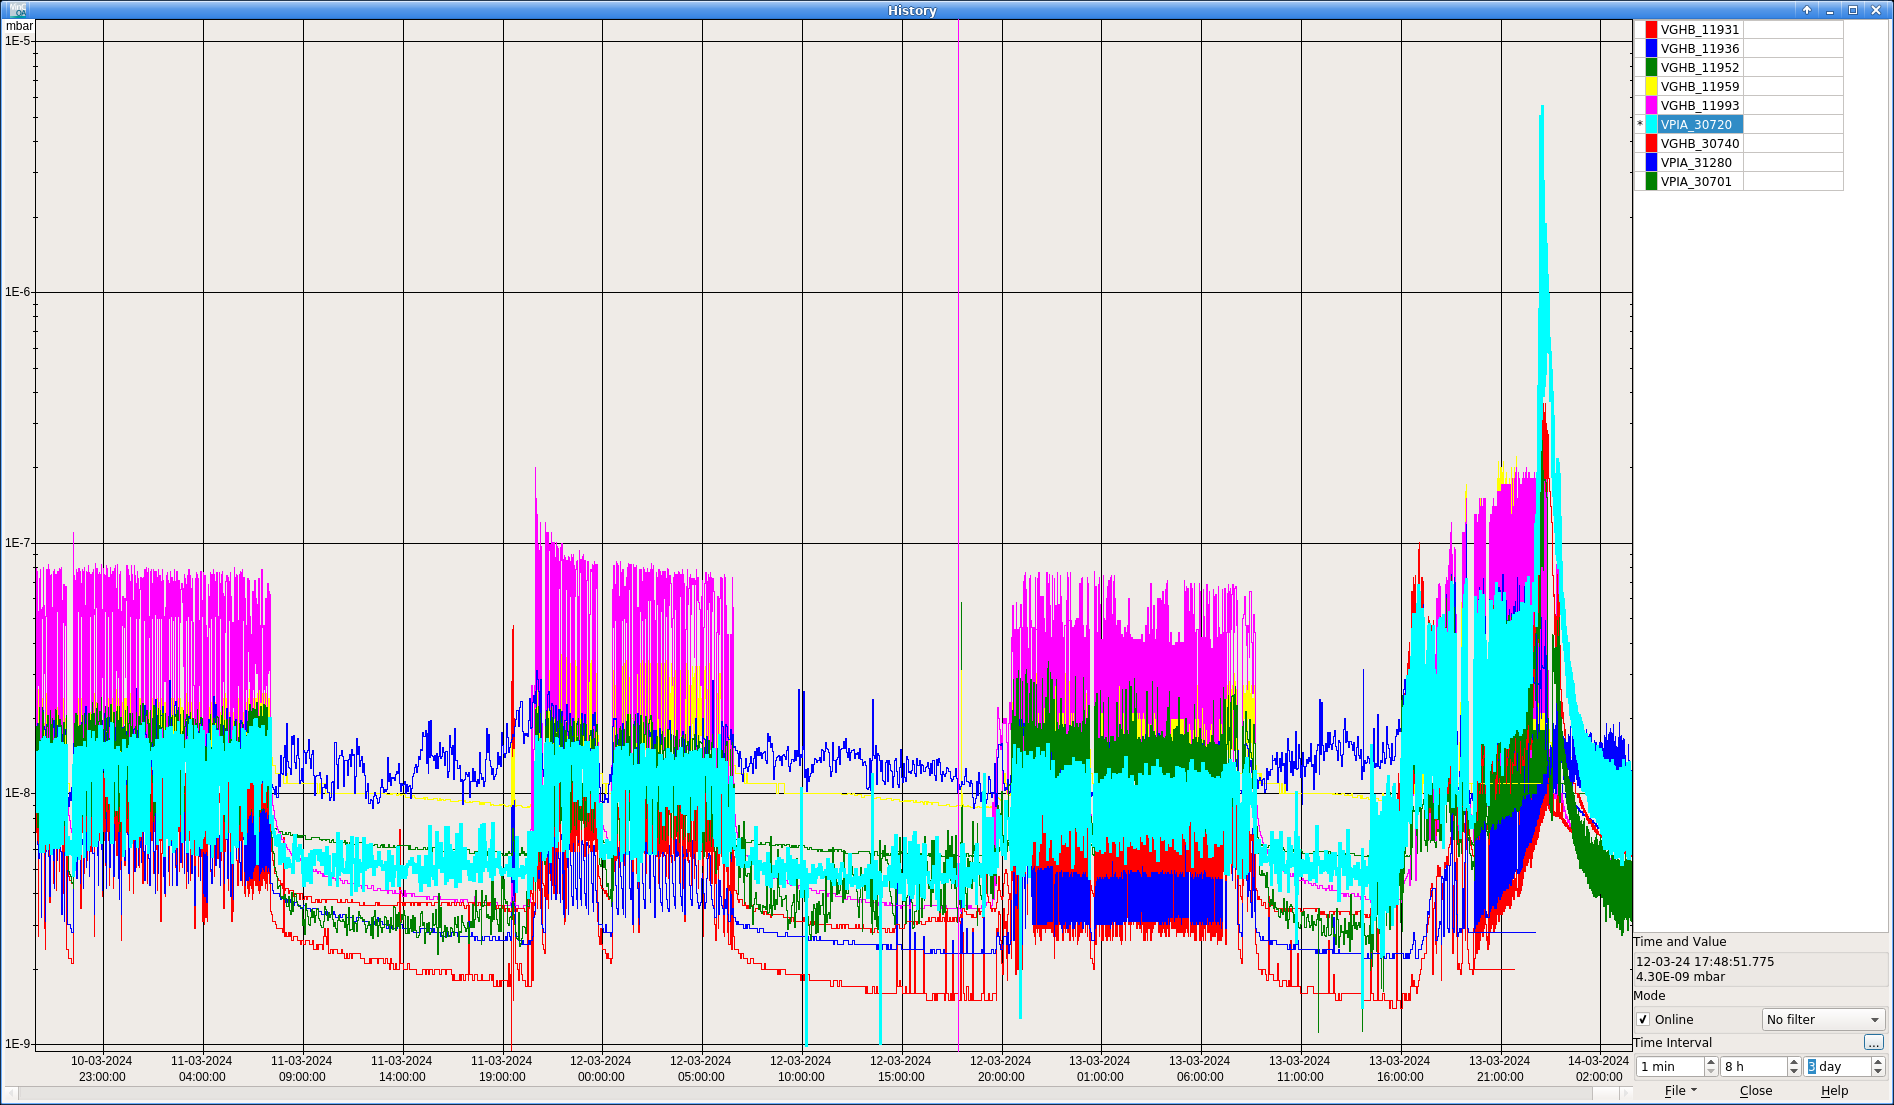 History
mbar
1E-5
1E-6
1E-7
1E-8
1E-9
10-03-2024 11-03-2024 11-03-2024 11-03-2024 11-03-2024 12-03-2024 12-03-2024 12-03-2024 12-03-2024 12-03-2024 13-03-2024 13-03-2024 13-03-2024 13-03-2024 13-03-2024 14-03-2024
23:00:00 04:00:00 09:00:00 14:00:00 19:00:00 00:00:00 05:00:00 10:00:00 15:00:00 20:00:00 01:00:00 06:00:00 11:00:00 16:00:00 21:00:00 02:00:00
VGHB_11931
VGHB_11936
VGHB_11952
VGHB_11959
VGHB_11993
* VPIA_30720
VGHB_30740
VPIA_31280
VPIA_30701
Time and Value
12-03-24 17:48:51.775
4.30E-09 mbar
Mode
Online No filter
Time Interval ...
1 min 8 h 3 day
File Close Help